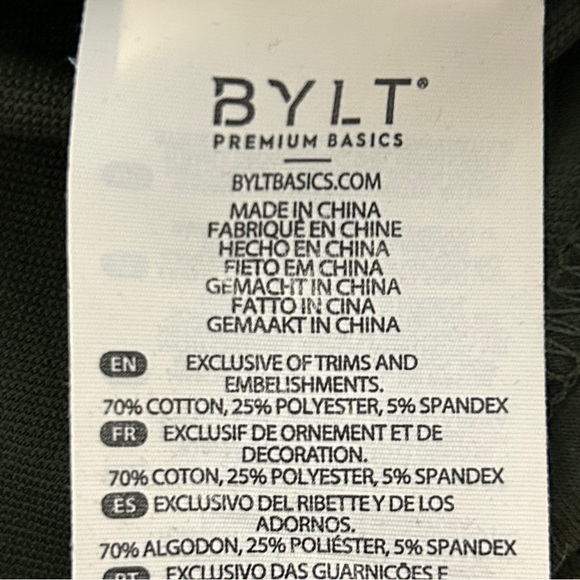 BYLT®
PREMIUM BASICS
BYLTBASICS.COM
MADE IN CHINA
FABRIQUÉ EN CHINE
HECHO EN CHINA
FIETO EM CHINA
GEMACHT IN CHINA
FATTO IN CINA
GEMAAKT IN CHINA
EN EXCLUSIVE OF TRIMS AND
EMBELISHMENTS.
70% COTTON, 25% POLYESTER, 5% SPANDEX
FR EXCLUSIF DE ORNEMENT ET DE
DECORATION.
70% COTON, 25% POLYESTER, 5% SPANDEX
ES EXCLUSIVO DEL RIBETTE Y DE LOS
ADORNOS.
70% ALGODON, 25% POLIÉSTER, 5% SPANDEX
PT EXCLUSIVO DAS GUARNIÇÕES E